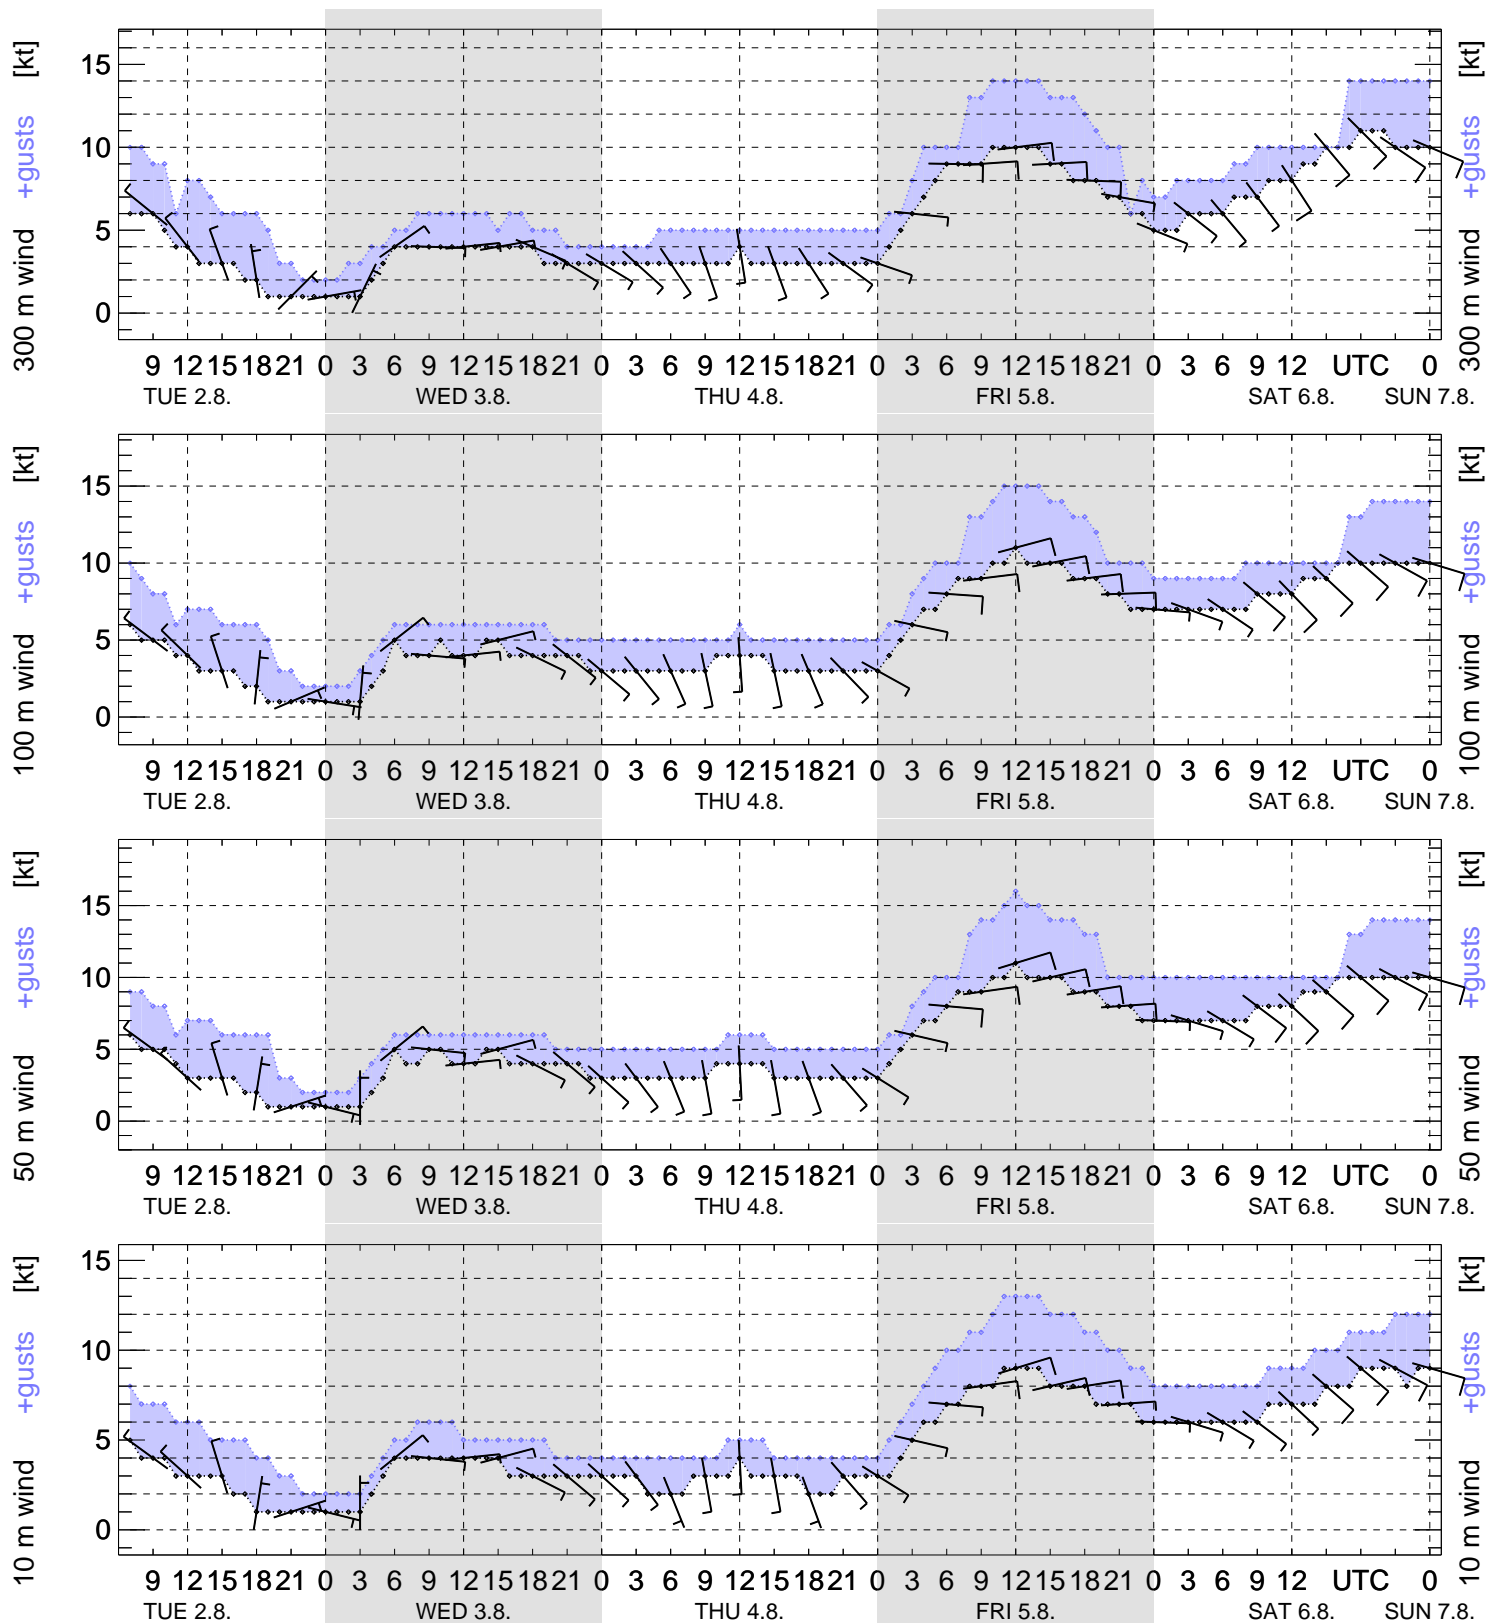 300 m wind +gusts [kt]
15
10
5
0
9 12 15 18 21 0 3 6 9 12 15 18 21 0 3 6 9 12 15 18 21 0 3 6 9 12 15 18 21 0 3 6 9 12 UTC 0
TUE 2.8. WED 3.8. THU 4.8. FRI 5.8. SAT 6.8. SUN 7.8.
300 m wind +gusts [kt]
100 m wind +gusts [kt]
15
10
5
0
9 12 15 18 21 0 3 6 9 12 15 18 21 0 3 6 9 12 15 18 21 0 3 6 9 12 15 18 21 0 3 6 9 12 UTC 0
TUE 2.8. WED 3.8. THU 4.8. FRI 5.8. SAT 6.8. SUN 7.8.
100 m wind +gusts [kt]
50 m wind +gusts [kt]
15
10
5
0
9 12 15 18 21 0 3 6 9 12 15 18 21 0 3 6 9 12 15 18 21 0 3 6 9 12 15 18 21 0 3 6 9 12 UTC 0
TUE 2.8. WED 3.8. THU 4.8. FRI 5.8. SAT 6.8. SUN 7.8.
50 m wind +gusts [kt]
10 m wind +gusts [kt]
15
10
5
0
9 12 15 18 21 0 3 6 9 12 15 18 21 0 3 6 9 12 15 18 21 0 3 6 9 12 15 18 21 0 3 6 9 12 UTC 0
TUE 2.8. WED 3.8. THU 4.8. FRI 5.8. SAT 6.8. SUN 7.8.
10 m wind +gusts [kt]